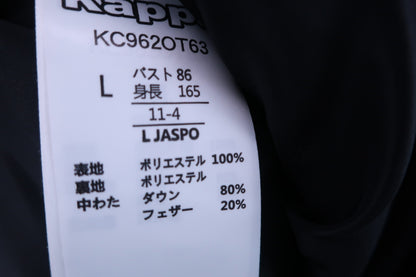 Kappa
KC962OT63
L
バスト 86
身長 165
11-4
L JASPO
表地 ポリエステル 100%
裏地 ポリエステル
中わた ダウン 80%
フェザー 20%